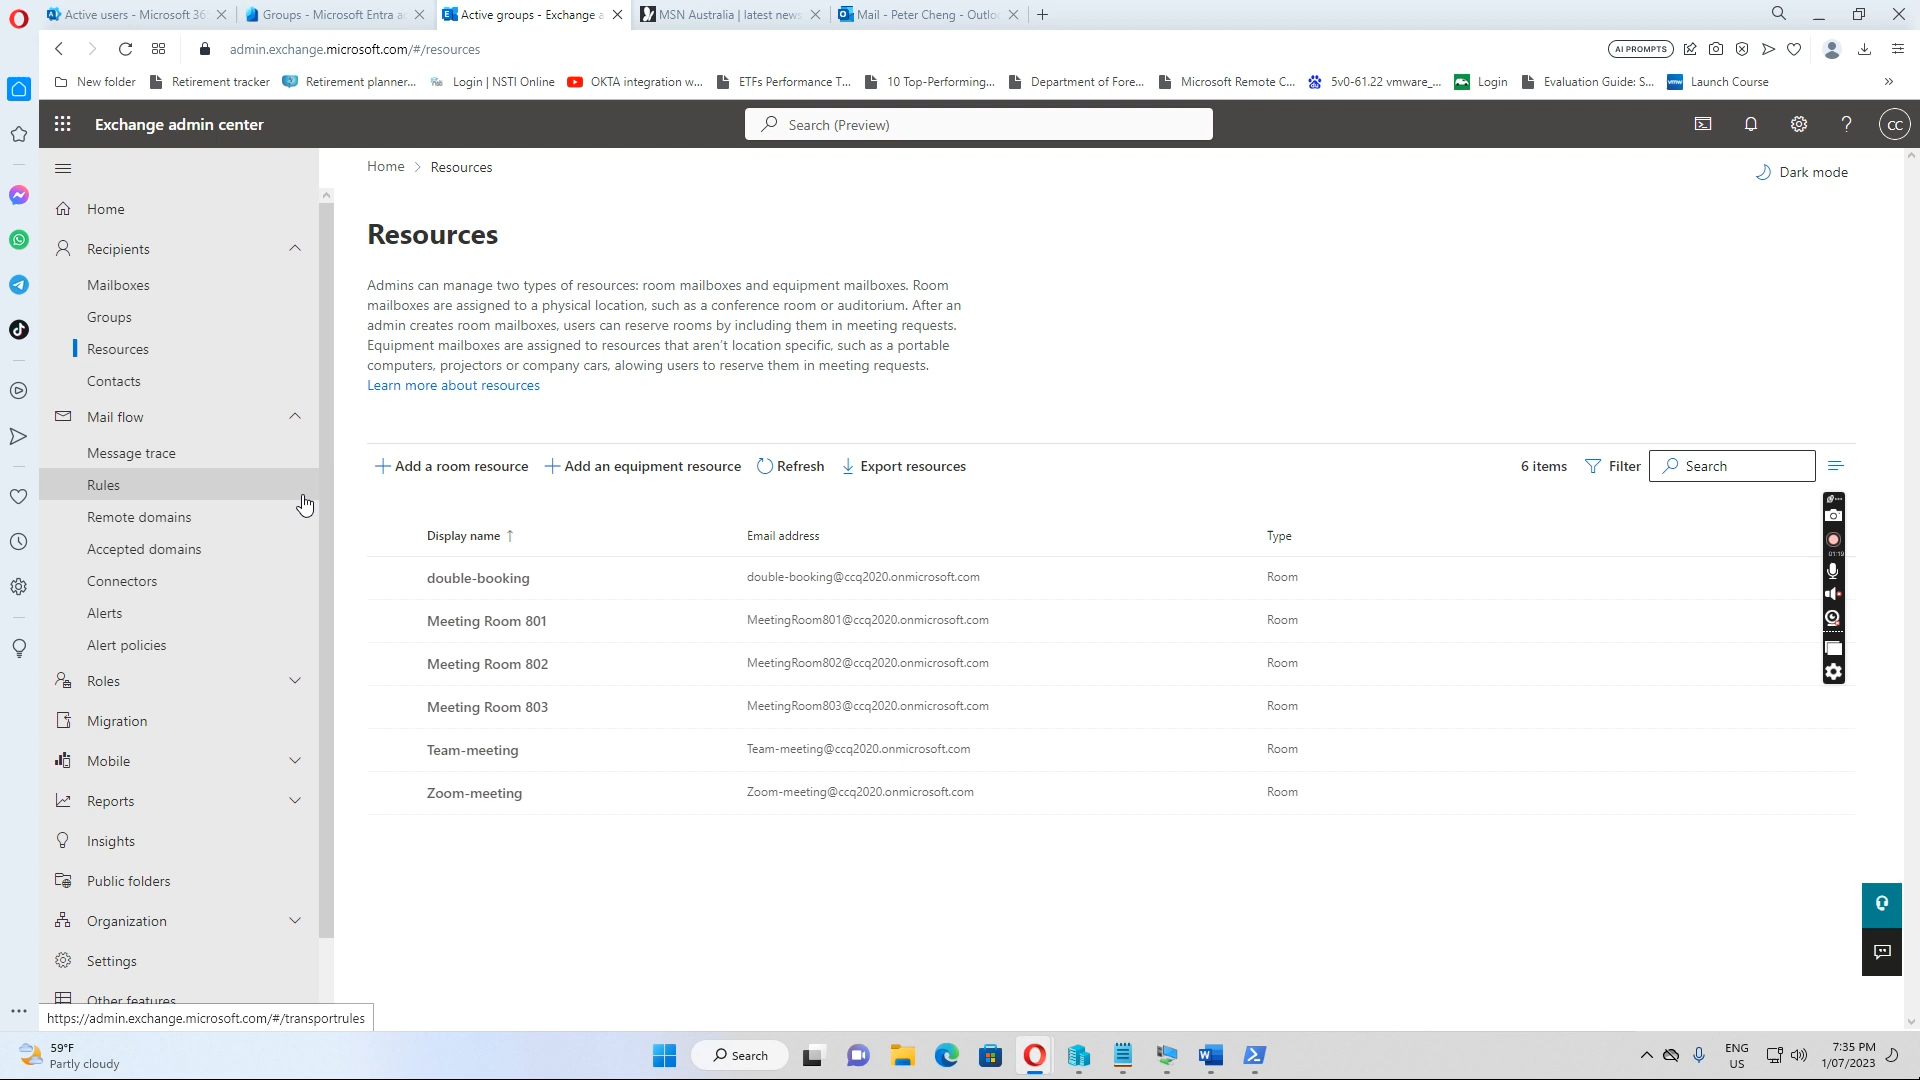 Active users - Microsoft 36
Groups - Microsoft Entra a
Active groups - Exchange a
MSN Australia | latest news
Mail - Peter Cheng - Outlo
admin.exchange.microsoft.com/#/resources
AI PROMPTS
New folder
Retirement tracker
Retirement planner...
Login | NSTI Online
OKTA integration w...
ETFs Performance T...
10 Top-Performing...
Department of Fore...
Microsoft Remote C...
5v0-61.22 vmware_...
Login
Evaluation Guide: S...
Launch Course
Exchange admin center
Search (Preview)
CC
Home
Recipients
Mailboxes
Groups
Resources
Contacts
Mail flow
Message trace
Rules
Remote domains
Accepted domains
Connectors
Alerts
Alert policies
Roles
Migration
Mobile
Reports
Insights
Public folders
Organization
Settings
Other features
https://admin.exchange.microsoft.com/#/transportrules
Home > Resources
Dark mode
Resources
Admins can manage two types of resources: room mailboxes and equipment mailboxes. Room
mailboxes are assigned to a physical location, such as a conference room or auditorium. After an
admin creates room mailboxes, users can reserve rooms by including them in meeting requests.
Equipment mailboxes are assigned to resources that aren't location specific, such as a portable
computers, projectors or company cars, alowing users to reserve them in meeting requests.
Learn more about resources
Add a room resource
Add an equipment resource
Refresh
Export resources
6 items
Filter
Search
Display name ↑ Email address Type
double-booking double-booking@ccq2020.onmicrosoft.com Room
Meeting Room 801 MeetingRoom801@ccq2020.onmicrosoft.com Room
Meeting Room 802 MeetingRoom802@ccq2020.onmicrosoft.com Room
Meeting Room 803 MeetingRoom803@ccq2020.onmicrosoft.com Room
Team-meeting Team-meeting@ccq2020.onmicrosoft.com Room
Zoom-meeting Zoom-meeting@ccq2020.onmicrosoft.com Room
01:19
59°F
Partly cloudy
Search
ENG
US
7:35 PM
1/07/2023